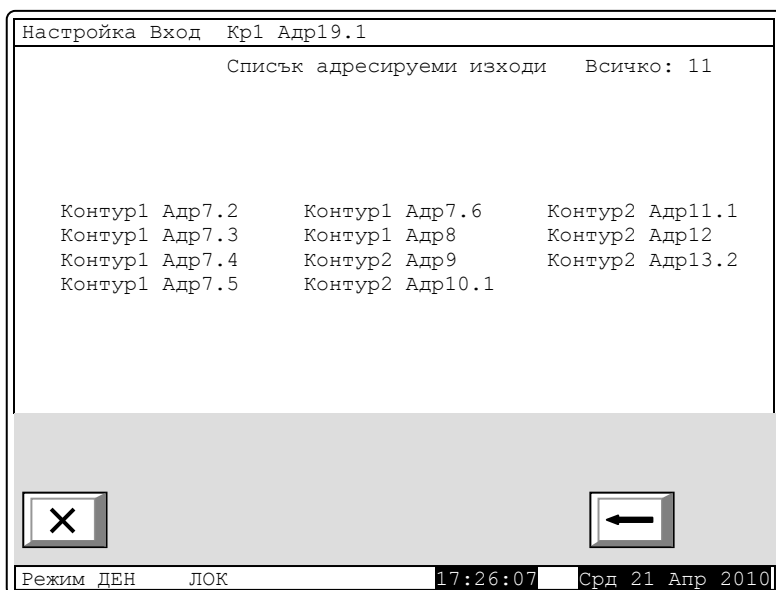 Настройка Вход Кр1 Адр19.1
Списък адресируеми изходи Всичко: 11
Контур1 Адр7.2 Контур1 Адр7.6 Контур2 Адр11.1
Контур1 Адр7.3 Контур1 Адр8 Контур2 Адр12
Контур1 Адр7.4 Контур2 Адр9 Контур2 Адр13.2
Контур1 Адр7.5 Контур2 Адр10.1
Режим ДЕН ЛОК 17:26:07 Срд 21 Апр 2010